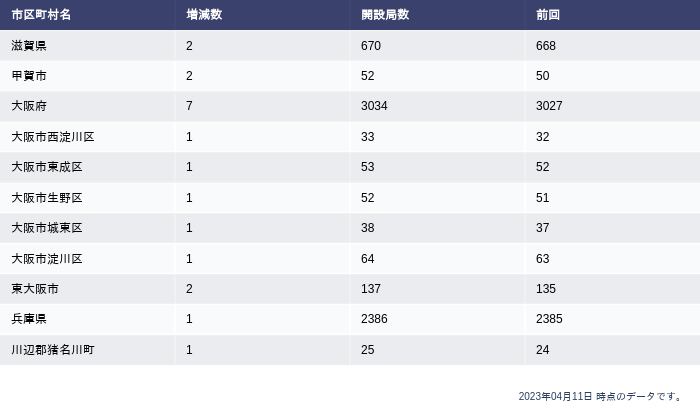 市区町村名 増減数 開設局数 前回
滋賀県 2 670 668
甲賀市 2 52 50
大阪府 7 3034 3027
大阪市西淀川区 1 33 32
大阪市東成区 1 53 52
大阪市生野区 1 52 51
大阪市城東区 1 38 37
大阪市淀川区 1 64 63
東大阪市 2 137 135
兵庫県 1 2386 2385
川辺郡猪名川町 1 25 24
2023年04月11日 時点のデータです。